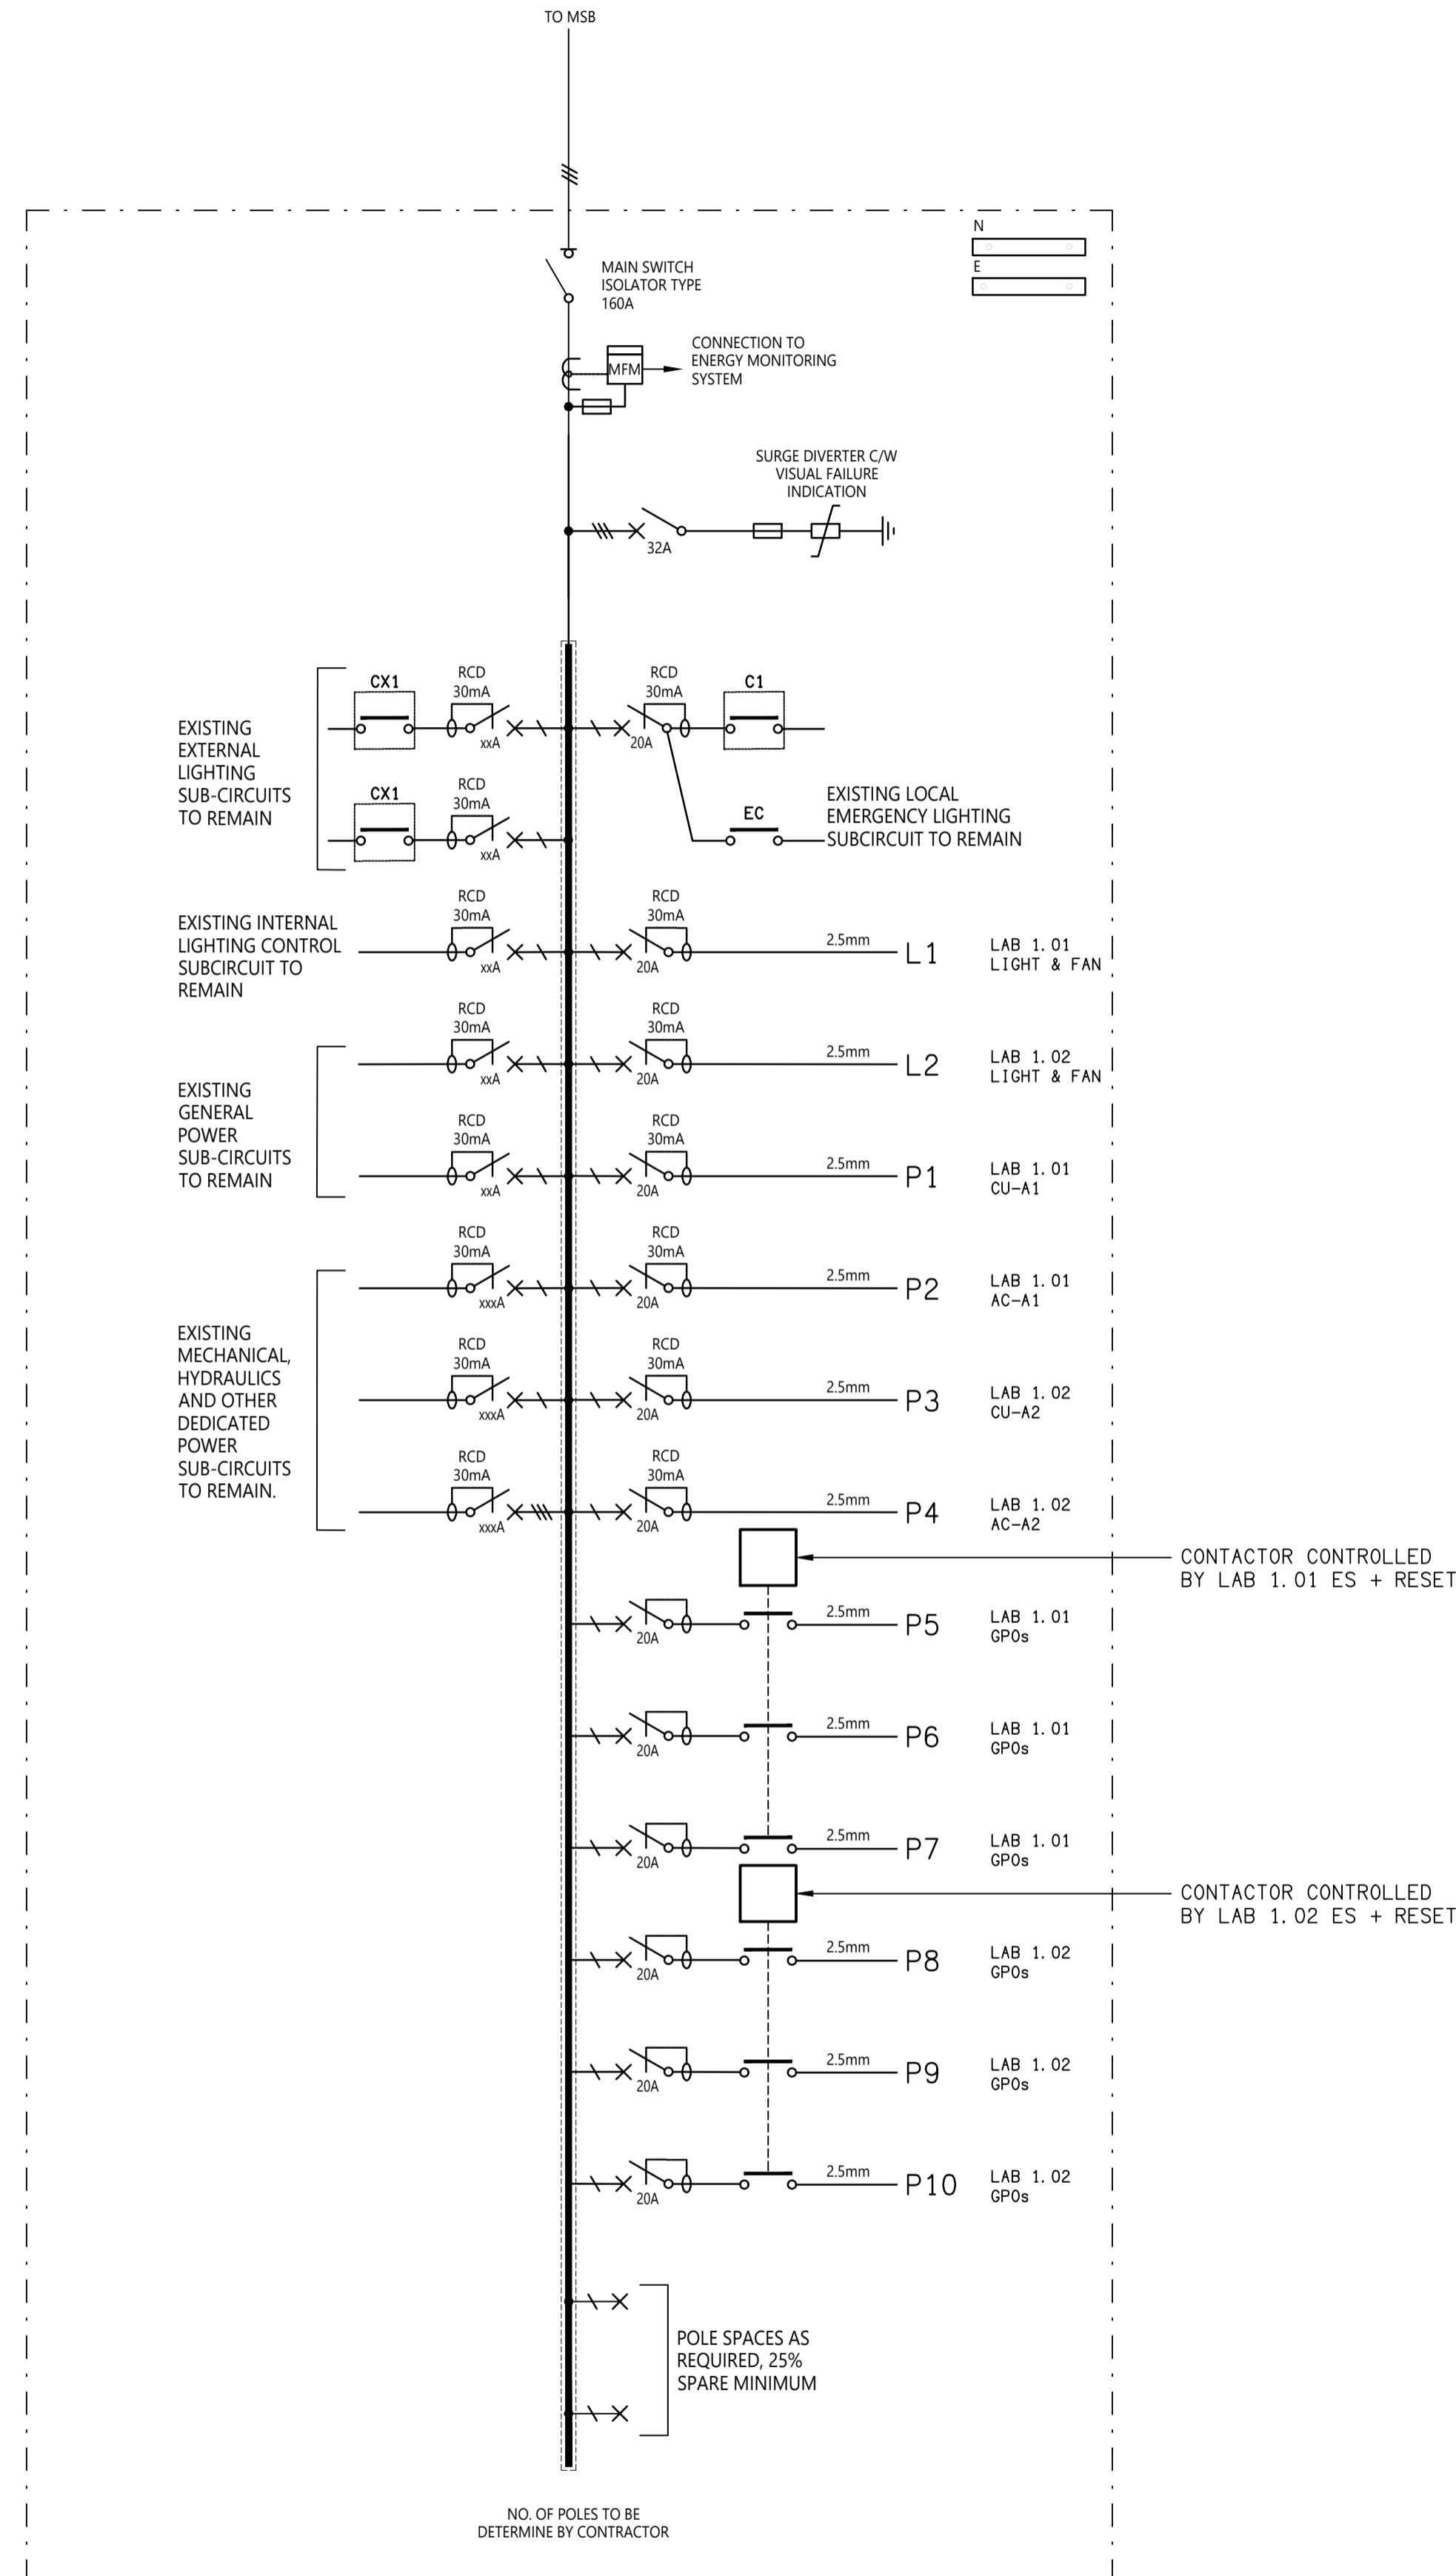 TO MSB
N
E
MAIN SWITCH
ISOLATOR TYPE
160A
MFM
CONNECTION TO
ENERGY MONITORING
SYSTEM
SURGE DIVERTER C/W
VISUAL FAILURE
INDICATION
32A
EXISTING
EXTERNAL
LIGHTING
SUB-CIRCUITS
TO REMAIN
CX1
RCD
30mA
xxA
RCD
30mA
20A
C1
CX1
RCD
30mA
xxA
EC
EXISTING LOCAL
EMERGENCY LIGHTING
SUBCIRCUIT TO REMAIN
EXISTING INTERNAL
LIGHTING CONTROL
SUBCIRCUIT TO
REMAIN
RCD
30mA
xxA
RCD
30mA
20A
2.5mm
L1
LAB 1.01
LIGHT & FAN
EXISTING
GENERAL
POWER
SUB-CIRCUITS
TO REMAIN
RCD
30mA
xxA
RCD
30mA
20A
2.5mm
L2
LAB 1.02
LIGHT & FAN
RCD
30mA
xxA
RCD
30mA
20A
2.5mm
P1
LAB 1.01
CU-A1
EXISTING
MECHANICAL,
HYDRAULICS
AND OTHER
DEDICATED
POWER
SUB-CIRCUITS
TO REMAIN.
RCD
30mA
xxxA
RCD
30mA
20A
2.5mm
P2
LAB 1.01
AC-A1
RCD
30mA
xxxA
RCD
30mA
20A
2.5mm
P3
LAB 1.02
CU-A2
RCD
30mA
xxxA
RCD
30mA
20A
2.5mm
P4
LAB 1.02
AC-A2
CONTACTOR CONTROLLED
BY LAB 1.01 ES + RESET
20A
2.5mm
P5
LAB 1.01
GPOs
20A
2.5mm
P6
LAB 1.01
GPOs
20A
2.5mm
P7
LAB 1.01
GPOs
CONTACTOR CONTROLLED
BY LAB 1.02 ES + RESET
20A
2.5mm
P8
LAB 1.02
GPOs
20A
2.5mm
P9
LAB 1.02
GPOs
20A
2.5mm
P10
LAB 1.02
GPOs
POLE SPACES AS
REQUIRED, 25%
SPARE MINIMUM
NO. OF POLES TO BE
DETERMINE BY CONTRACTOR